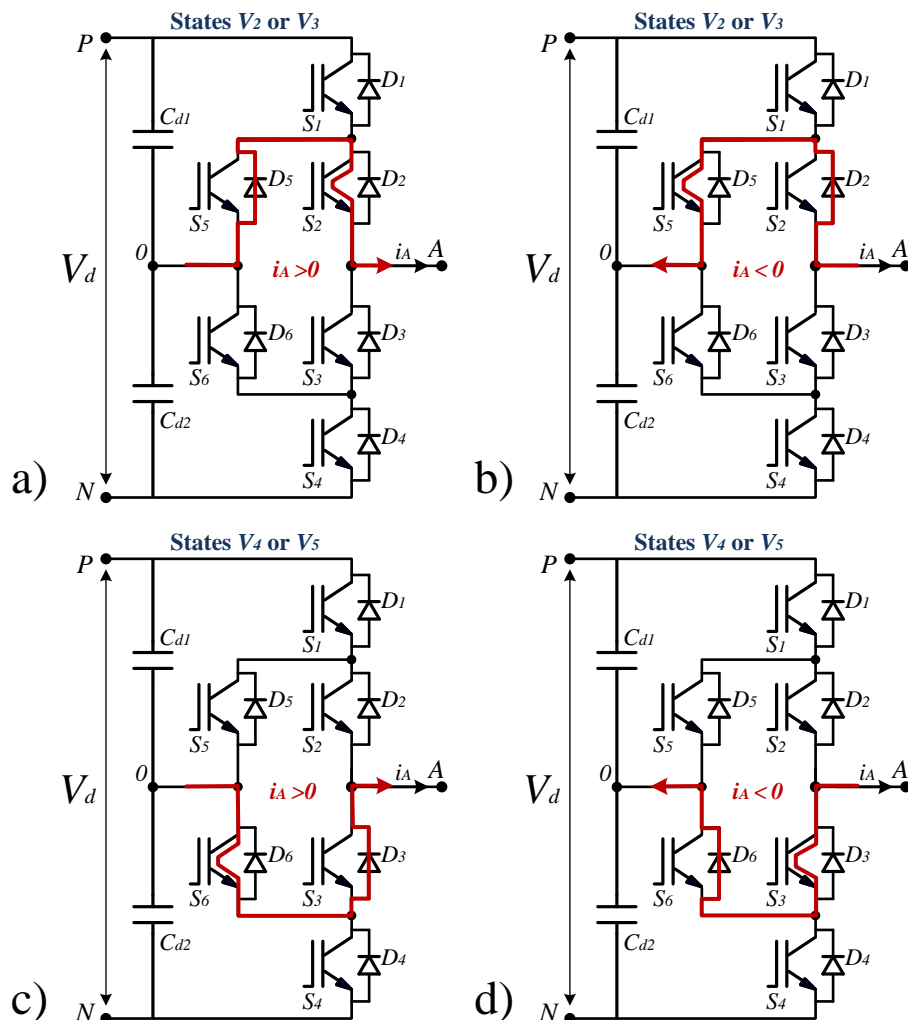 States V2 or V3
P
D1
S1
Cd1
D5
D2
S5
S2
0
Vd
iA >0
iA
A
D6
D3
S6
S3
Cd2
D4
S4
a)
N
States V2 or V3
P
D1
S1
Cd1
D5
D2
S5
S2
0
Vd
iA < 0
iA
A
D6
D3
S6
S3
Cd2
D4
S4
b)
N
States V4 or V5
P
D1
S1
Cd1
D5
D2
S5
S2
0
Vd
iA >0
iA
A
D6
D3
S6
S3
Cd2
D4
S4
c)
N
States V4 or V5
P
D1
S1
Cd1
D5
D2
S5
S2
0
Vd
iA < 0
iA
A
D6
D3
S6
S3
Cd2
D4
S4
d)
N